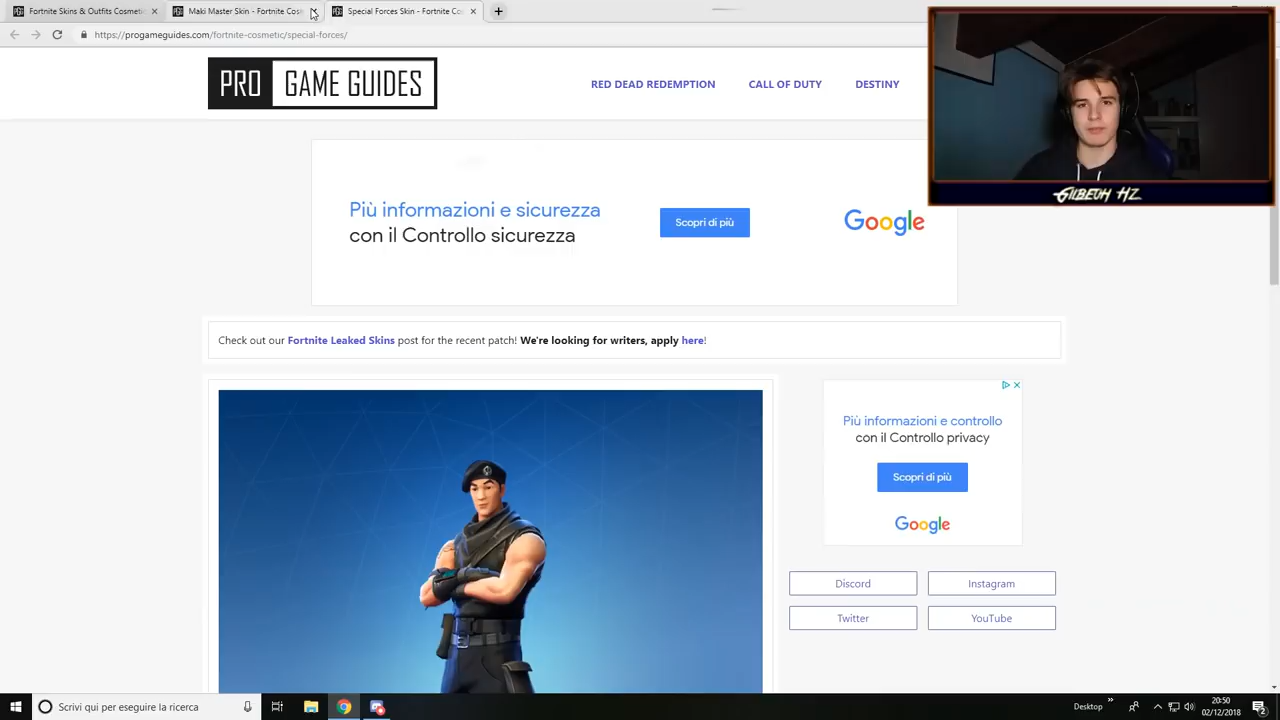 Fortnite Skins & Outfits Cosmetic
Maki Master Skin - Fortnite Cos
Special Forces Skin - Fortnite Co
https://progameguides.com/fortnite-cosmetic/special-forces/
PRO GAME GUIDES
RED DEAD REDEMPTION
CALL OF DUTY
DESTINY
GILBEUH HZ
Più informazioni e sicurezza
con il Controllo sicurezza
Scopri di più
Google
Check out our Fortnite Leaked Skins post for the recent patch! We're looking for writers, apply here!
Più informazioni e controllo
con il Controllo privacy
Scopri di più
Google
Discord
Instagram
Twitter
YouTube
Scrivi qui per eseguire la ricerca
Desktop
20:50
02/12/2018
2